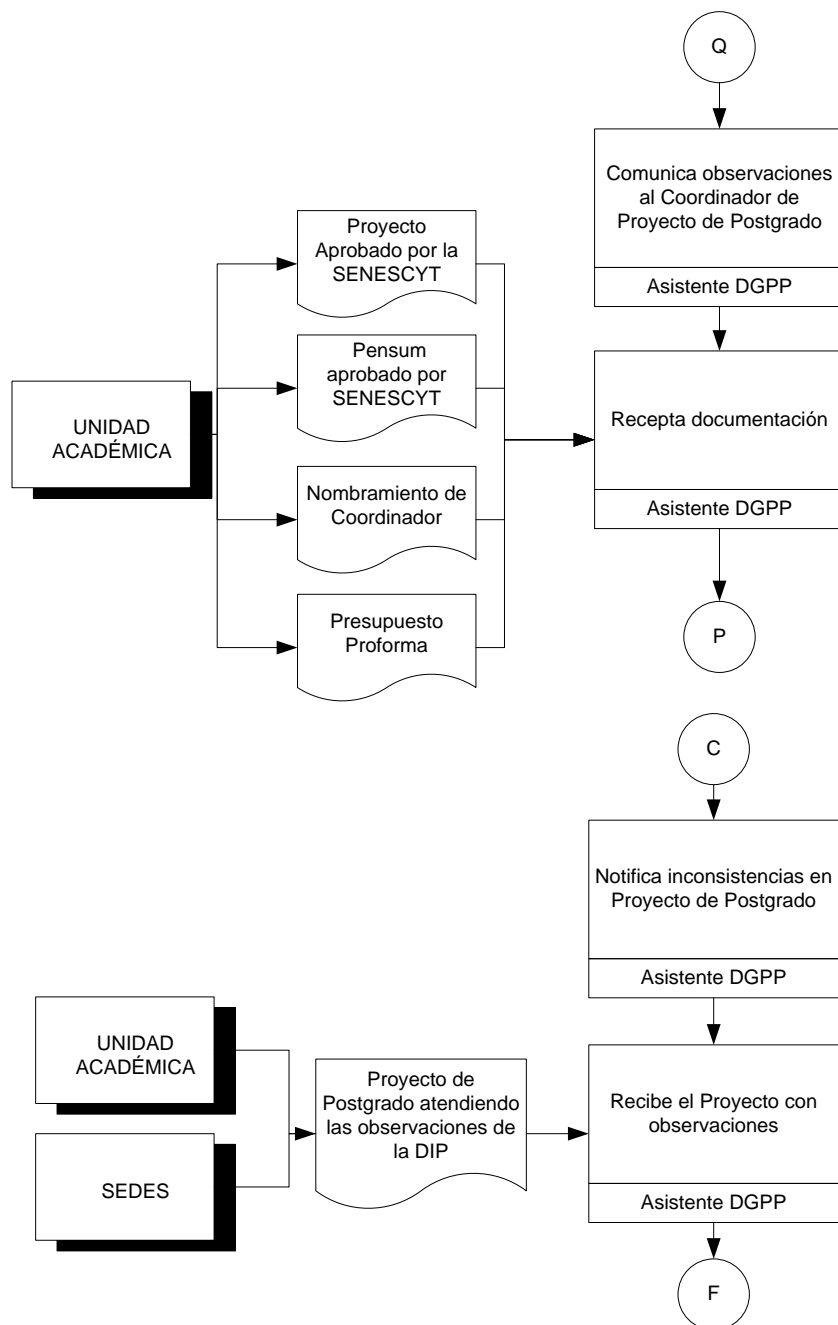 Q
Comunica observaciones
al Coordinador de
Proyecto de Postgrado
Asistente DGPP
Proyecto
Aprobado por la
SENESCYT
Pensum
aprobado por
SENESCYT
UNIDAD
ACADÉMICA
Recepta documentación
Asistente DGPP
Nombramiento de
Coordinador
Presupuesto
Proforma
P
C
Notifica inconsistencias en
Proyecto de Postgrado
Asistente DGPP
UNIDAD
ACADÉMICA
SEDES
Proyecto de
Postgrado atendiendo
las observaciones de
la DIP
Recibe el Proyecto con
observaciones
Asistente DGPP
F